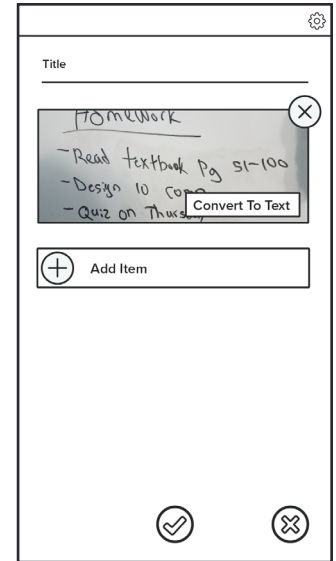 Title
Homework
- Read textbook Pg 51-100
- Design 10
- Quiz on
Convert To Text
Add Item